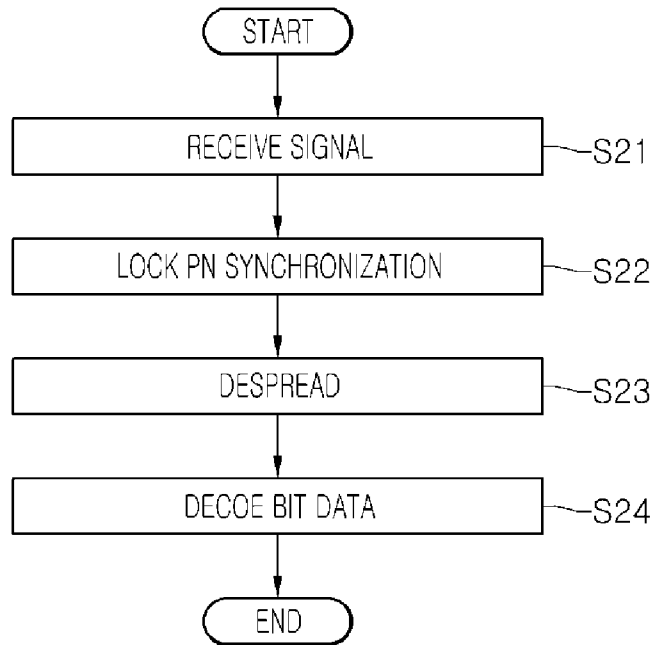 START
RECEIVE SIGNAL
S21
LOCK PN SYNCHRONIZATION
S22
DESPREAD
S23
DECOE BIT DATA
S24
END